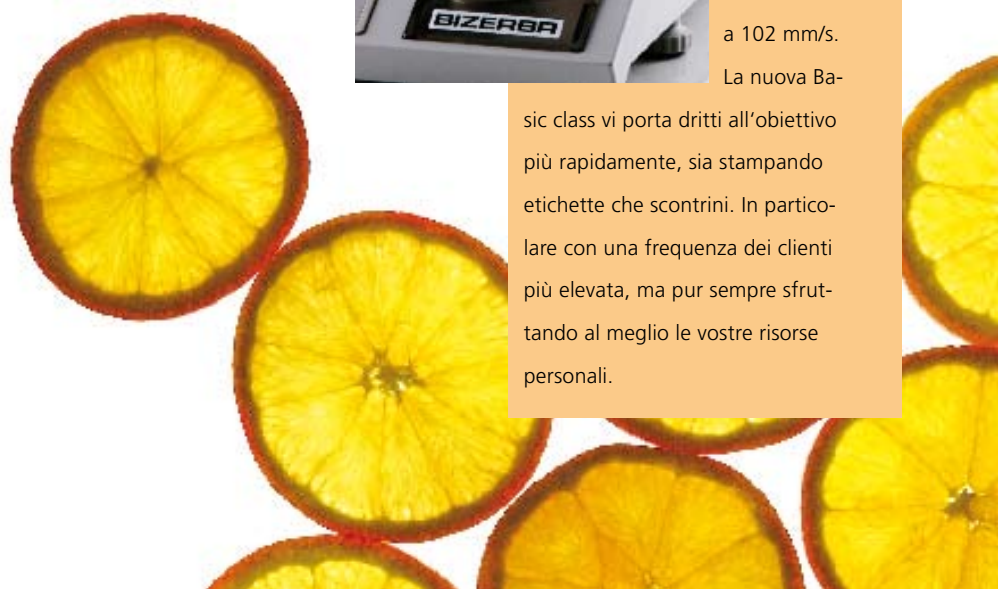 BIZERBA
a 102 mm/s.
La nuova Ba-
sic class vi porta dritti all‘obiettivo
più rapidamente, sia stampando
etichette che scontrini. In partico-
lare con una frequenza dei clienti
più elevata, ma pur sempre sfrut-
tando al meglio le vostre risorse
personali.